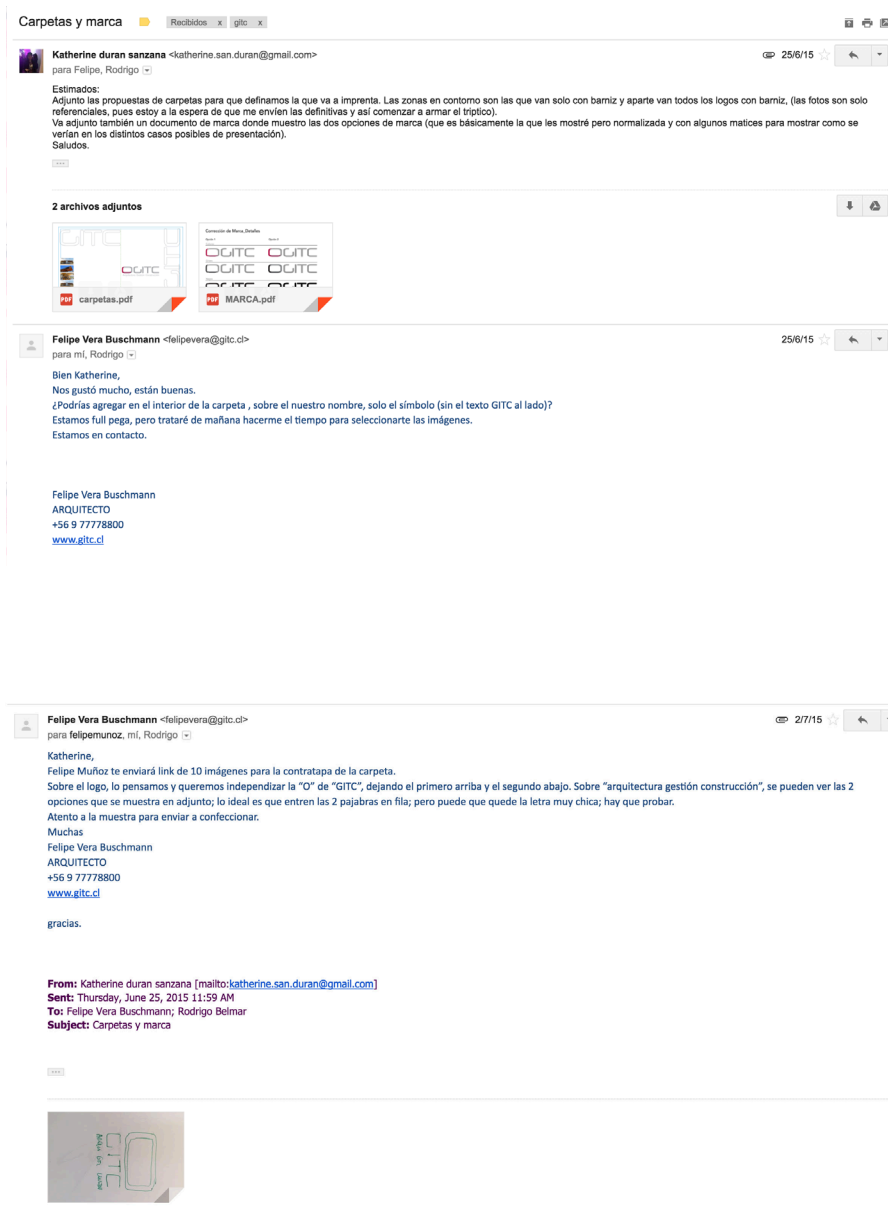 Carpetas y marca
Recibidos x gitc x
Katherine duran sanzana <katherine.san.duran@gmail.com>
25/6/15
para Felipe, Rodrigo
Estimados:
Adjunto las propuestas de carpetas para que definamos la que va a imprenta. Las zonas en contorno son las que van solo con barniz y aparte van todos los logos con barniz, (las fotos son solo
referenciales, pues estoy a la espera de que me envíen las definitivas y así comenzar a armar el triptico).
Va adjunto también un documento de marca donde muestro las dos opciones de marca (que es básicamente la que les mostré pero normalizada y con algunos matices para mostrar como se
verían en los distintos casos posibles de presentación).
Saludos.
2 archivos adjuntos
GITC
OGITC
PDF carpetas.pdf
Corrección de Marca_Detalles
OGITC OGITC
OGITC OGITC
OGITC OGITC
PDF MARCA.pdf
Felipe Vera Buschmann <felipevera@gitc.cl>
25/6/15
para mí, Rodrigo
Bien Katherine,
Nos gustó mucho, están buenas.
¿Podrías agregar en el interior de la carpeta , sobre el nuestro nombre, solo el símbolo (sin el texto GITC al lado)?
Estamos full pega, pero trataré de mañana hacerme el tiempo para seleccionarte las imágenes.
Estamos en contacto.
Felipe Vera Buschmann
ARQUITECTO
+56 9 77778800
www.gitc.cl
Felipe Vera Buschmann <felipevera@gitc.cl>
2/7/15
para felipemunoz, mí, Rodrigo
Katherine,
Felipe Muñoz te enviará link de 10 imágenes para la contratapa de la carpeta.
Sobre el logo, lo pensamos y queremos independizar la "O" de "GITC", dejando el primero arriba y el segundo abajo. Sobre "arquitectura gestión construcción", se pueden ver las 2
opciones que se muestra en adjunto; lo ideal es que entren las 2 pajabras en fila; pero puede que quede la letra muy chica; hay que probar.
Atento a la muestra para enviar a confeccionar.
Muchas
Felipe Vera Buschmann
ARQUITECTO
+56 9 77778800
www.gitc.cl
gracias.
From: Katherine duran sanzana [mailto:katherine.san.duran@gmail.com]
Sent: Thursday, June 25, 2015 11:59 AM
To: Felipe Vera Buschmann; Rodrigo Belmar
Subject: Carpetas y marca
GITC